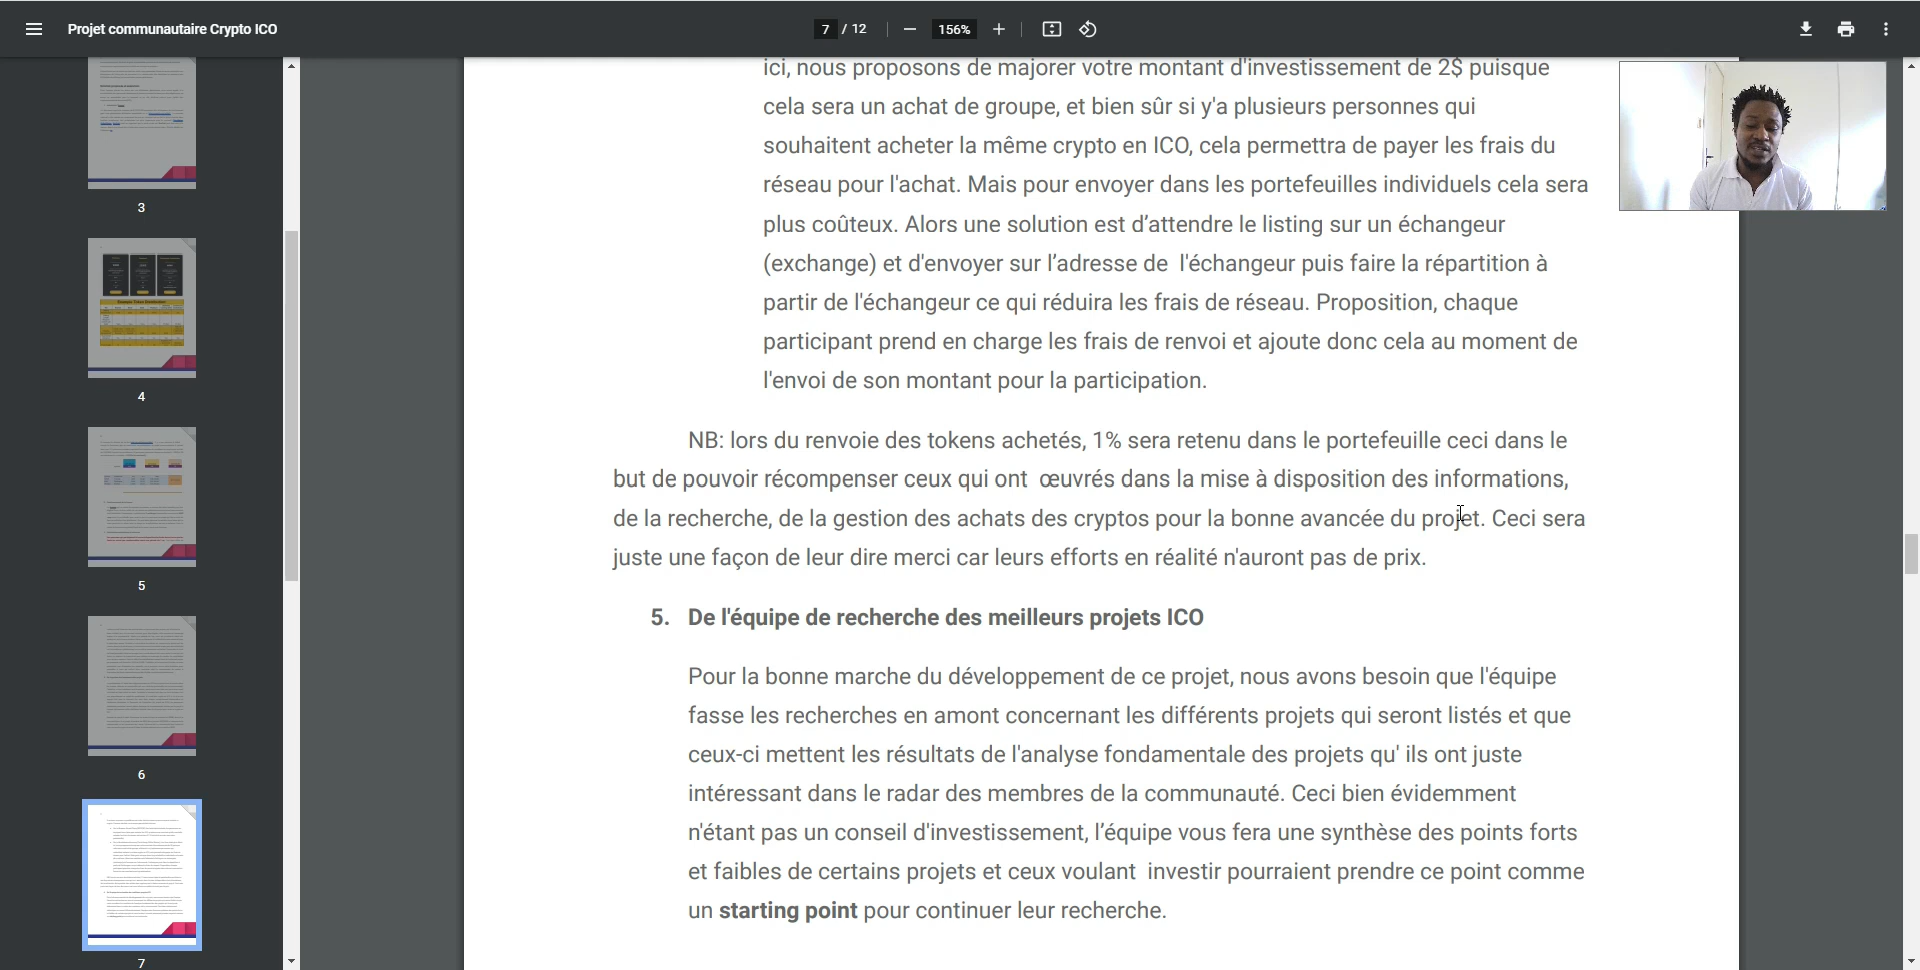 Projet communautaire Crypto ICO
7 / 12
156%
3
4
5
6
7
ici, nous proposons de majorer votre montant d'investissement de 2$ puisque
cela sera un achat de groupe, et bien sûr si y'a plusieurs personnes qui
souhaitent acheter la même crypto en ICO, cela permettra de payer les frais du
réseau pour l'achat. Mais pour envoyer dans les portefeuilles individuels cela sera
plus coûteux. Alors une solution est d’attendre le listing sur un échangeur
(exchange) et d'envoyer sur l’adresse de l'échangeur puis faire la répartition à
partir de l'échangeur ce qui réduira les frais de réseau. Proposition, chaque
participant prend en charge les frais de renvoi et ajoute donc cela au moment de
l'envoi de son montant pour la participation.
NB: lors du renvoie des tokens achetés, 1% sera retenu dans le portefeuille ceci dans le
but de pouvoir récompenser ceux qui ont œuvrés dans la mise à disposition des informations,
de la recherche, de la gestion des achats des cryptos pour la bonne avancée du projet. Ceci sera
juste une façon de leur dire merci car leurs efforts en réalité n'auront pas de prix.
5. De l'équipe de recherche des meilleurs projets ICO
Pour la bonne marche du développement de ce projet, nous avons besoin que l'équipe
fasse les recherches en amont concernant les différents projets qui seront listés et que
ceux-ci mettent les résultats de l'analyse fondamentale des projets qu' ils ont juste
intéressant dans le radar des membres de la communauté. Ceci bien évidemment
n'étant pas un conseil d'investissement, l’équipe vous fera une synthèse des points forts
et faibles de certains projets et ceux voulant investir pourraient prendre ce point comme
un starting point pour continuer leur recherche.